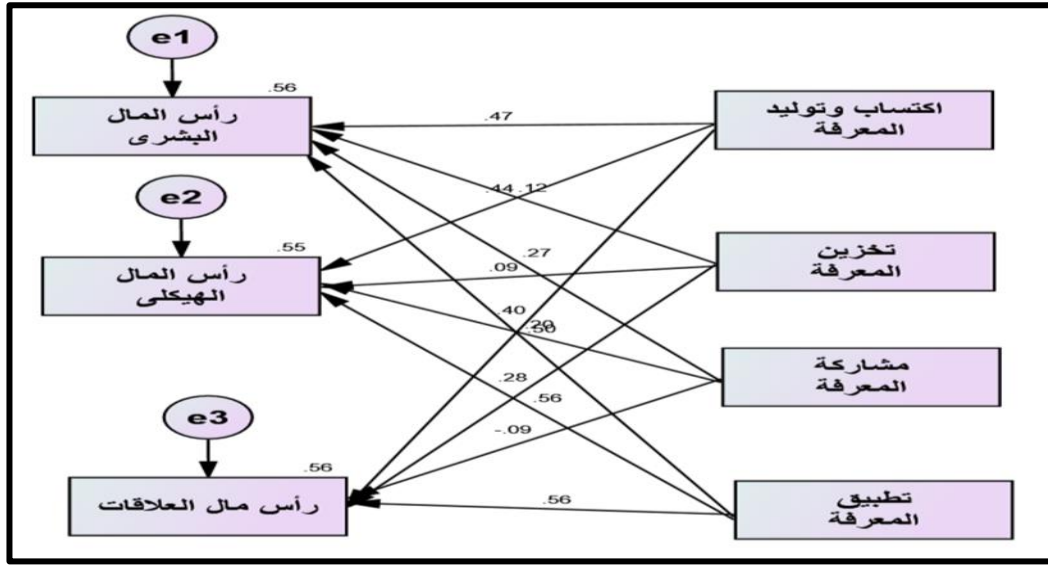 e1
.56
رأس المال
البشرى
اكتساب وتوليد
المعرفة
.47
e2
.44
.12
.55
رأس المال
الهيكلى
تخزين
المعرفة
.27
.09
.40
.50
مشاركة
المعرفة
.28
.56
e3
-.09
.56
رأس مال العلاقات
تطبيق
المعرفة
.56